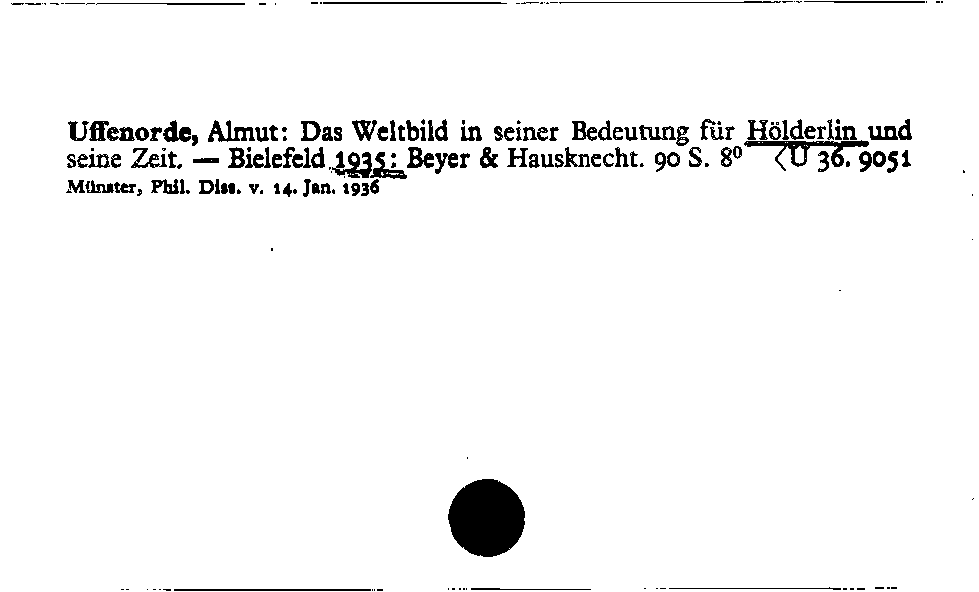 Uffenorde, Almut: Das Weltbild in seiner Bedeutung für Hölderlin und
seine Zeit. — Bielefeld 1935: Beyer & Hausknecht. 90 S. 8⁰ <U 36. 9051
Münster, Phil. Diss. v. 14. Jan. 1936